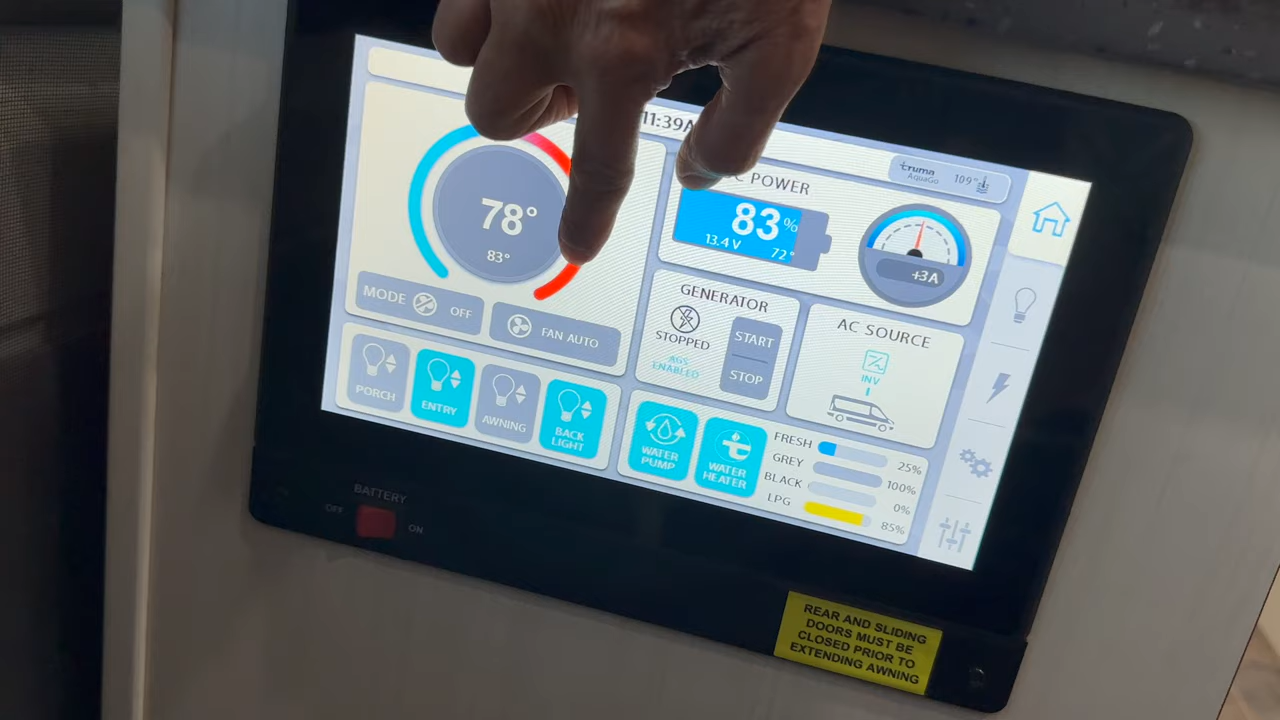 11:39A
truma
AquaGo
109°
C POWER
78°
83°
83%
13.4 V
72°
+3A
MODE
OFF
FAN AUTO
GENERATOR
STOPPED
AGS
ENABLED
START
STOP
AC SOURCE
INV
PORCH
ENTRY
AWNING
BACK
LIGHT
WATER
PUMP
WATER
HEATER
FRESH 25%
GREY 100%
BLACK 0%
LPG 85%
BATTERY
OFF
ON
REAR AND SLIDING
DOORS MUST BE
CLOSED PRIOR TO
EXTENDING AWNING